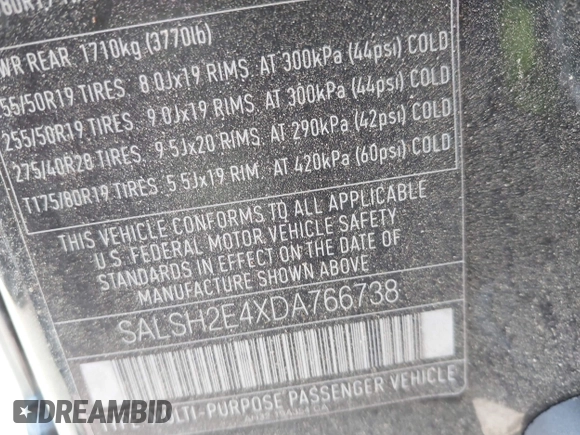 WR REAR 1710kg (3770lb)
55/50R19 TIRES 8.0Jx19 RIMS AT 300kPa (44psi) COLD
255/50R19 TIRES 9.0Jx19 RIMS AT 300kPa (44psi) COLD
275/40R20 TIRES 9.5Jx20 RIMS AT 290kPa (42psi) COLD
T175/80R19 TIRES 5.5Jx19 RIM AT 420kPa (60psi) COLD
THIS VEHICLE CONFORMS TO ALL APPLICABLE
U.S. FEDERAL MOTOR VEHICLE SAFETY
STANDARDS IN EFFECT ON THE DATE OF
MANUFACTURE SHOWN ABOVE
SALSH2E4XDA766738
MULTI-PURPOSE PASSENGER VEHICLE
DREAMBID